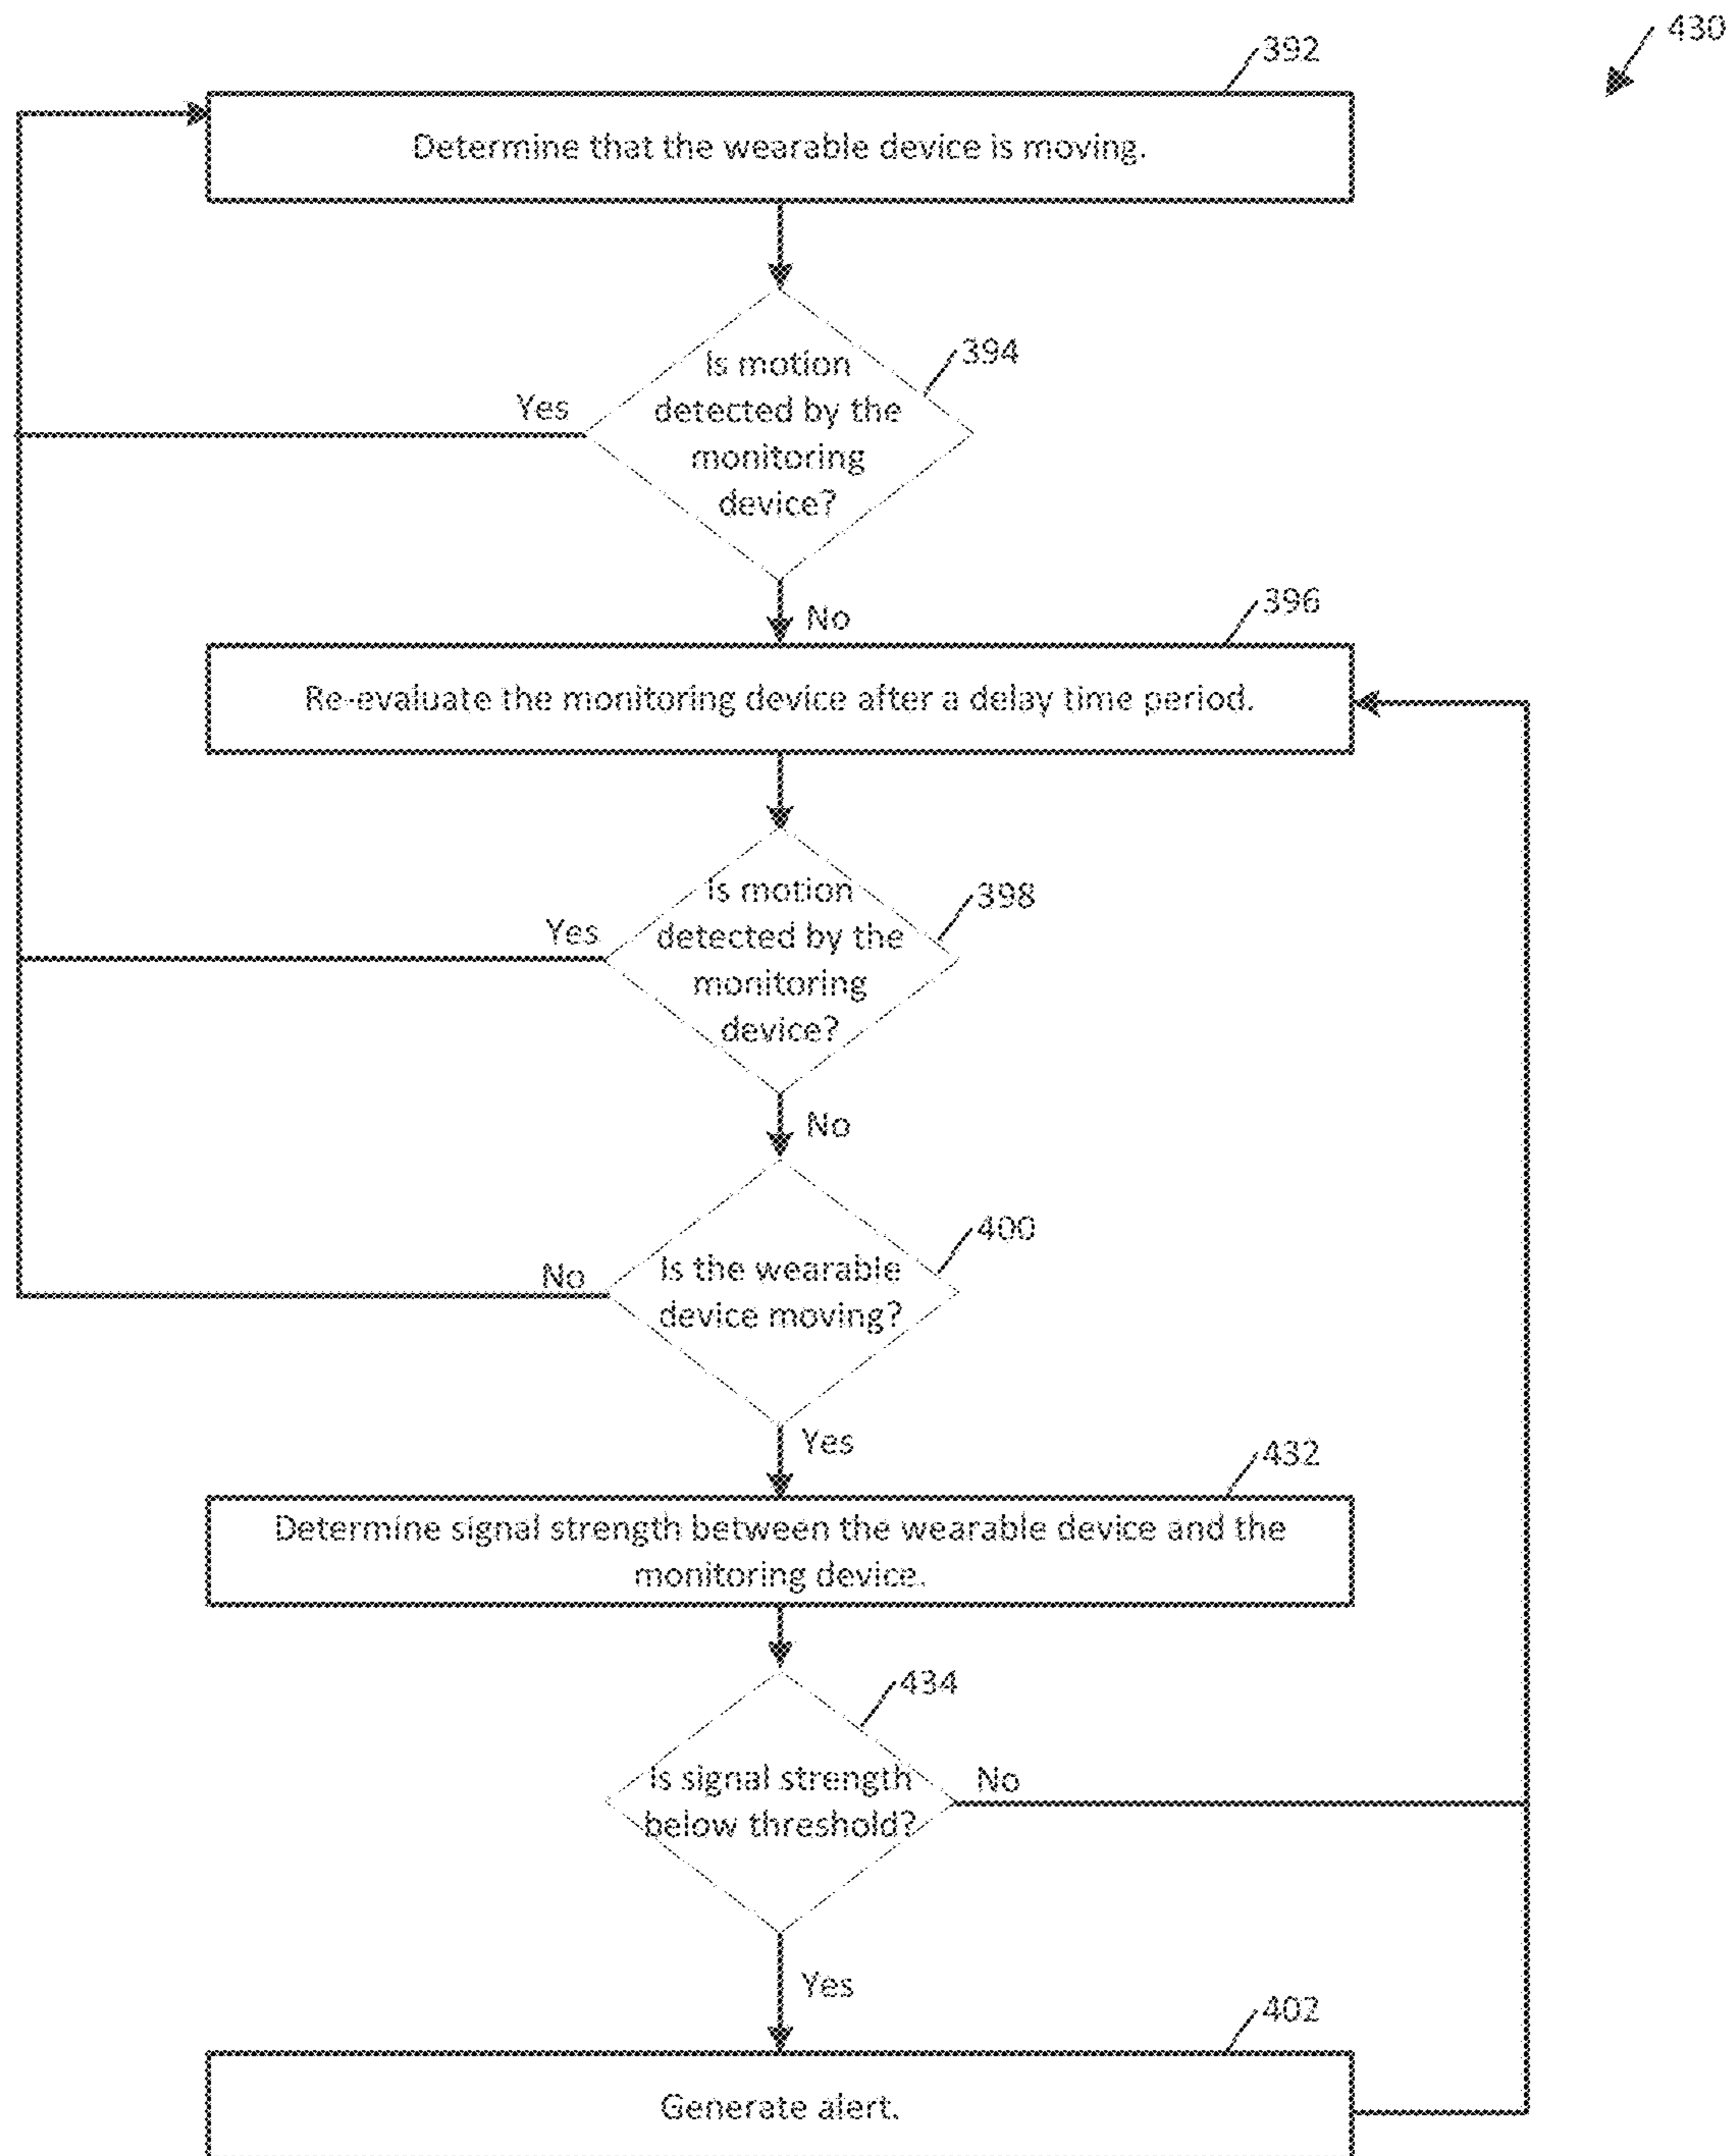 430
392
Determine that the wearable device is moving.
394
Is motion
detected by the
monitoring
device?
Yes
No
396
Re-evaluate the monitoring device after a delay time period.
398
Is motion
detected by the
monitoring
device?
Yes
No
400
Is the wearable
device moving?
No
Yes
432
Determine signal strength between the wearable device and the
monitoring device.
434
Is signal strength
below threshold?
No
Yes
402
Generate alert.